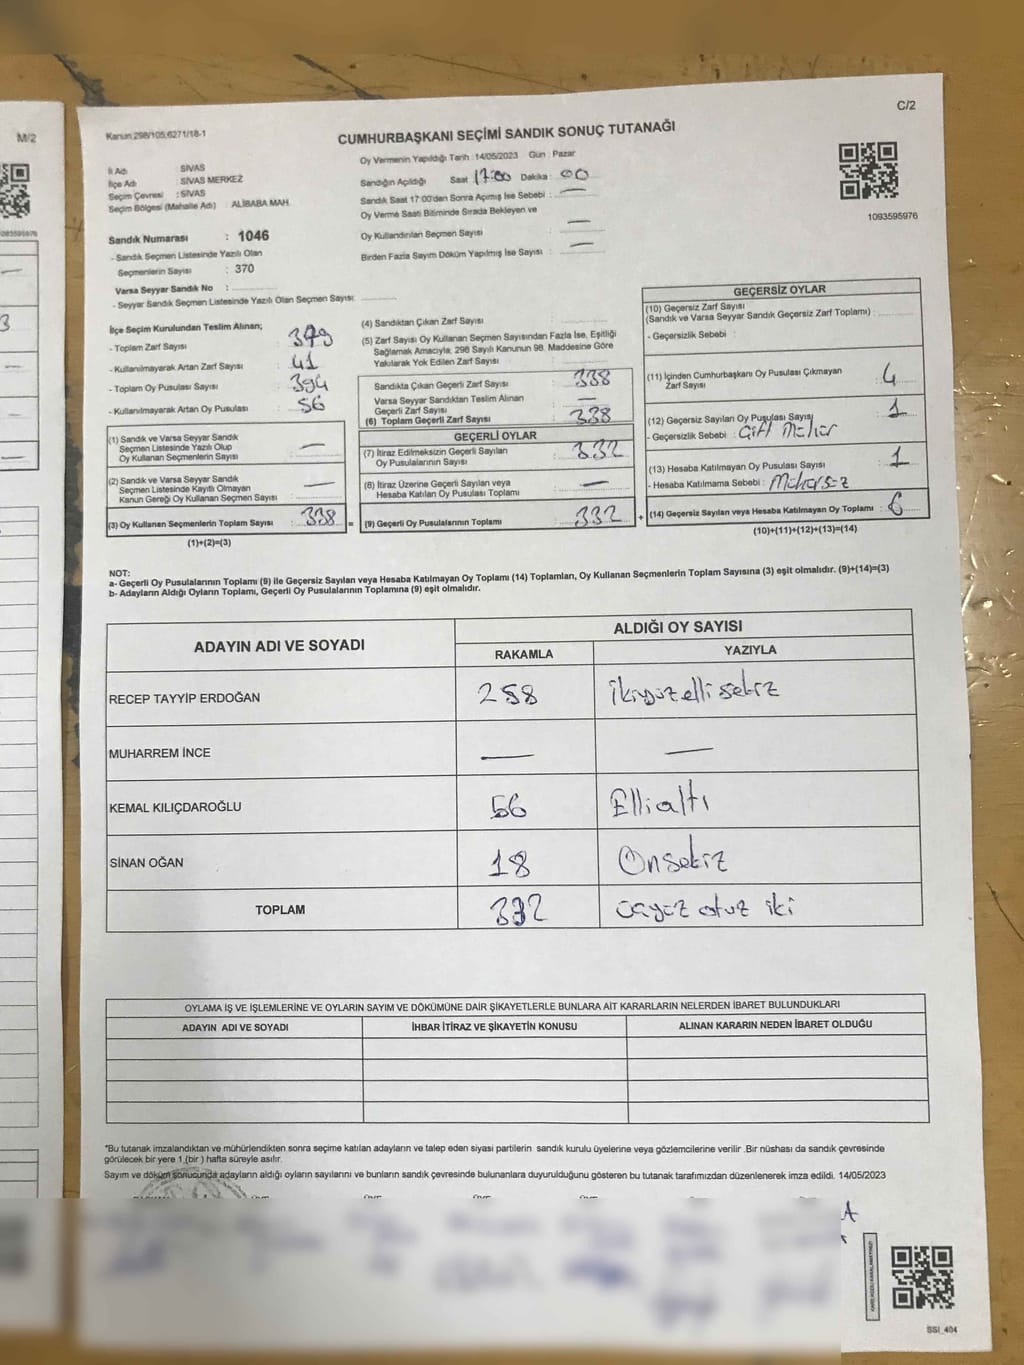 M/2
C/2
Kanun 298/105;6271/18-1
CUMHURBAŞKANI SEÇİMİ SANDIK SONUÇ TUTANAĞI
İl Adı : SİVAS
İlçe Adı : SİVAS MERKEZ
Seçim Çevresi : SİVAS
Seçim Bölgesi (Mahalle Adı) : ALİBABA MAH.
Oy Vermenin Yapıldığı Tarih : 14/05/2023 Gün : Pazar
Sandığın Açıldığı Saat : 17:00 Dakika : 00
Sandık Saat 17:00'den Sonra Açımış İse Sebebi : —
Oy Verme Saati Bitiminde Sırada Bekleyen ve
Oy Kullandırılan Seçmen Sayısı : —
Birden Fazla Sayım Döküm Yapılmış İse Sayısı : —
1093595976
Sandık Numarası : 1046
- Sandık Seçmen Listesinde Yazılı Olan
Seçmenlerin Sayısı : 370
Varsa Seyyar Sandık No :
- Seyyar Sandık Seçmen Listesinde Yazılı Olan Seçmen Sayısı:
İlçe Seçim Kurulundan Teslim Alınan;
- Toplam Zarf Sayısı : 379
- Kullanılmayarak Artan Zarf Sayısı : 41
- Toplam Oy Pusulası Sayısı : 394
- Kullanılmayarak Artan Oy Pusulası : 56
(1) Sandık ve Varsa Seyyar Sandık
Seçmen Listesinde Yazılı Olup
Oy Kullanan Seçmenlerin Sayısı : —
(2) Sandık ve Varsa Seyyar Sandık
Seçmen Listesinde Kayıtlı Olmayan
Kanun Gereği Oy Kullanan Seçmen Sayısı : —
(3) Oy Kullanan Seçmenlerin Toplam Sayısı : 338 =
(1)+(2)=(3)
(4) Sandıktan Çıkan Zarf Sayısı :
(5) Zarf Sayısı Oy Kullanan Seçmen Sayısından Fazla İse, Eşitliği
Sağlamak Amacıyla, 298 Sayılı Kanunun 98. Maddesine Göre
Yakılarak Yok Edilen Zarf Sayısı :
Sandıkta Çıkan Geçerli Zarf Sayısı : 338
Varsa Seyyar Sandıktan Teslim Alınan
Geçerli Zarf Sayısı : —
(6) Toplam Geçerli Zarf Sayısı : 338
GEÇERLİ OYLAR
(7) İtiraz Edilmeksizin Geçerli Sayılan
Oy Pusulalarının Sayısı : 332
(8) İtiraz Üzerine Geçerli Sayılan veya
Hesaba Katılan Oy Pusulası Toplamı : —
(9) Geçerli Oy Pusulalarının Toplamı : 332 +
GEÇERSİZ OYLAR
(10) Geçersiz Zarf Sayısı
(Sandık ve Varsa Seyyar Sandık Geçersiz Zarf Toplamı) :
- Geçersizlik Sebebi :
(11) İçinden Cumhurbaşkanı Oy Pusulası Çıkmayan
Zarf Sayısı : 4
(12) Geçersiz Sayılan Oy Pusulası Sayısı : 1
- Geçersizlik Sebebi : Çift Mühür
(13) Hesaba Katılmayan Oy Pusulası Sayısı : 1
- Hesaba Katılmama Sebebi : Mühürsüz
(14) Geçersiz Sayılan veya Hesaba Katılmayan Oy Toplamı : 6
(10)+(11)+(12)+(13)=(14)
NOT:
a- Geçerli Oy Pusulalarının Toplamı (9) ile Geçersiz Sayılan veya Hesaba Katılmayan Oy Toplamı (14) Toplamları, Oy Kullanan Seçmenlerin Toplam Sayısına (3) eşit olmalıdır. (9)+(14)=(3)
b- Adayların Aldığı Oyların Toplamı, Geçerli Oy Pusulalarının Toplamına (9) eşit olmalıdır.
ADAYIN ADI VE SOYADI
ALDIĞI OY SAYISI
RAKAMLA YAZIYLA
RECEP TAYYİP ERDOĞAN 258 ikiyüzellisekiz
MUHARREM İNCE — —
KEMAL KILIÇDAROĞLU 56 Ellialtı
SİNAN OĞAN 18 Onsekiz
TOPLAM 332 üçyüz otuz iki
OYLAMA İŞ VE İŞLEMLERİNE VE OYLARIN SAYIM VE DÖKÜMÜNE DAİR ŞİKAYETLERLE BUNLARA AİT KARARLARIN NELERDEN İBARET BULUNDUKLARI
ADAYIN ADI VE SOYADI İHBAR İTİRAZ VE ŞİKAYETİN KONUSU ALINAN KARARIN NEDEN İBARET OLDUĞU
*Bu tutanak imzalandıktan ve mühürlendikten sonra seçime katılan adayların ve talep eden siyasi partilerin sandık kurulu üyelerine veya gözlemcilerine verilir .Bir nüshası da sandık çevresinde
görülecek bir yere 1 (bir ) hafta süreyle asılır.
Sayım ve döküm sonucunda adayların aldığı oyların sayılarını ve bunların sandık çevresinde bulunanlara duyurulduğunu gösteren bu tutanak tarafımızdan düzenlenerek imza edildi. 14/05/2023
SSI_404